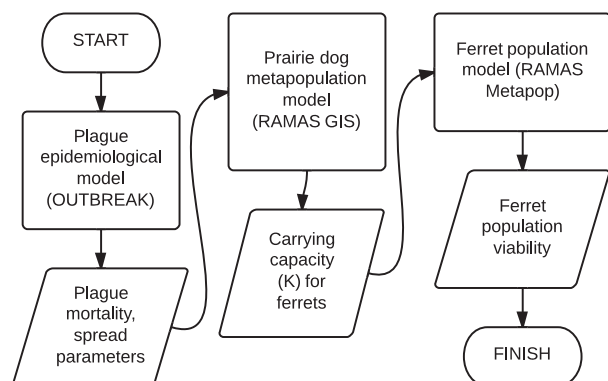 START
Plague
epidemiological
model
(OUTBREAK)
Plague
mortality,
spread
parameters
Prairie dog
metapopulation
model
(RAMAS GIS)
Carrying
capacity
(K) for
ferrets
Ferret population
model (RAMAS
Metapop)
Ferret
population
viability
FINISH